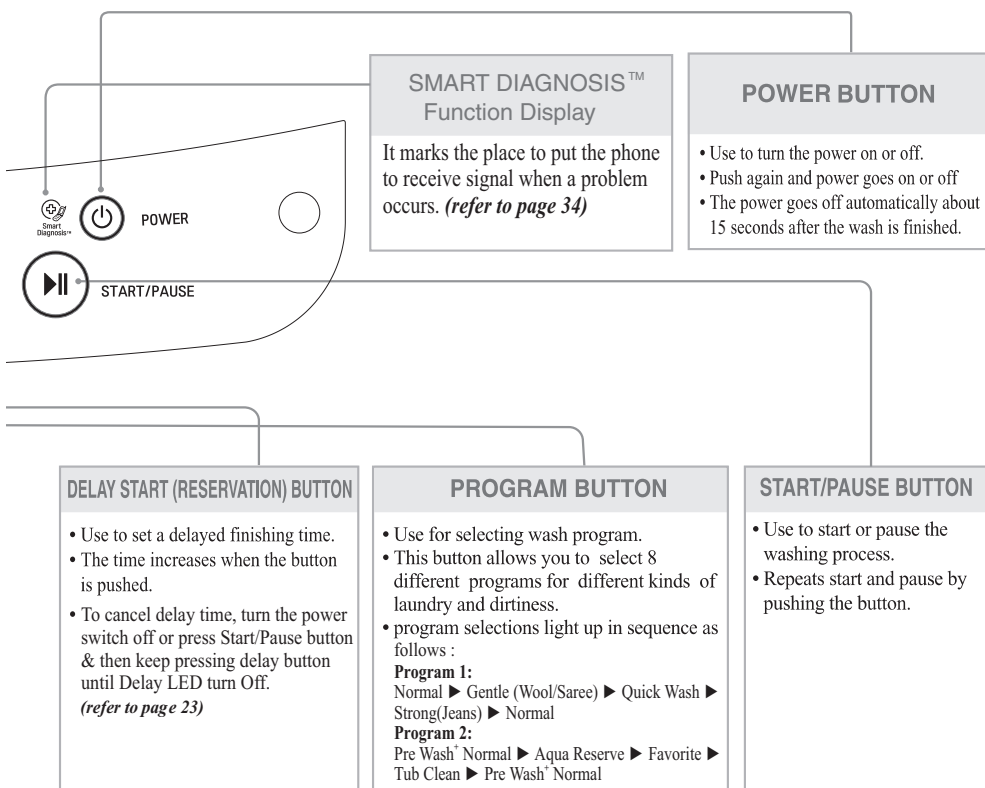 SMART DIAGNOSIS™
Function Display
It marks the place to put the phone
to receive signal when a problem
occurs. (refer to page 34)
POWER BUTTON
• Use to turn the power on or off.
• Push again and power goes on or off
• The power goes off automatically about
15 seconds after the wash is finished.
Smart
Diagnosis™
POWER
START/PAUSE
DELAY START (RESERVATION) BUTTON
• Use to set a delayed finishing time.
• The time increases when the button
is pushed.
• To cancel delay time, turn the power
switch off or press Start/Pause button
& then keep pressing delay button
until Delay LED turn Off.
(refer to page 23)
PROGRAM BUTTON
• Use for selecting wash program.
• This button allows you to select 8
different programs for different kinds of
laundry and dirtiness.
• program selections light up in sequence as
follows :
Program 1:
Normal ▶ Gentle (Wool/Saree) ▶ Quick Wash ▶
Strong(Jeans) ▶ Normal
Program 2:
Pre Wash⁺ Normal ▶ Aqua Reserve ▶ Favorite ▶
Tub Clean ▶ Pre Wash⁺ Normal
START/PAUSE BUTTON
• Use to start or pause the
washing process.
• Repeats start and pause by
pushing the button.